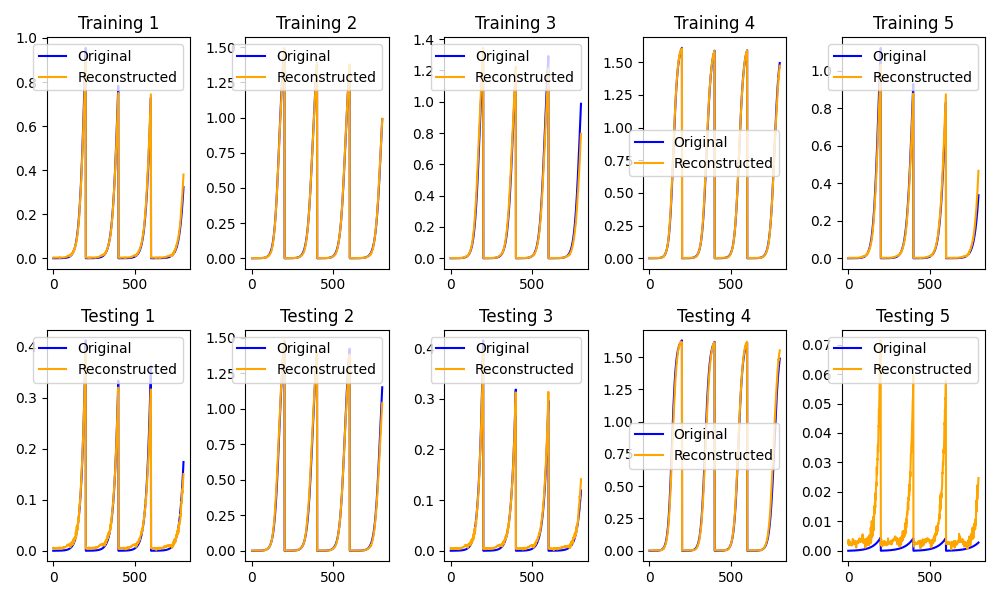 Training 1
Training 2
Training 3
Training 4
Training 5
Original
Reconstructed
Original
Reconstructed
Original
Reconstructed
Original
Reconstructed
Original
Reconstructed
1.0
0.8
0.6
0.4
0.2
0.0
0
500
1.50
1.25
1.00
0.75
0.50
0.25
0.00
0
500
1.4
1.2
1.0
0.8
0.6
0.4
0.2
0.0
0
500
1.50
1.25
1.00
0.75
0.50
0.25
0.00
0
500
1.0
0.8
0.6
0.4
0.2
0.0
0
500
Testing 1
Testing 2
Testing 3
Testing 4
Testing 5
Original
Reconstructed
Original
Reconstructed
Original
Reconstructed
Original
Reconstructed
Original
Reconstructed
0.4
0.3
0.2
0.1
0.0
0
500
1.50
1.25
1.00
0.75
0.50
0.25
0.00
0
500
0.4
0.3
0.2
0.1
0.0
0
500
1.50
1.25
1.00
0.75
0.50
0.25
0.00
0
500
0.07
0.06
0.05
0.04
0.03
0.02
0.01
0.00
0
500